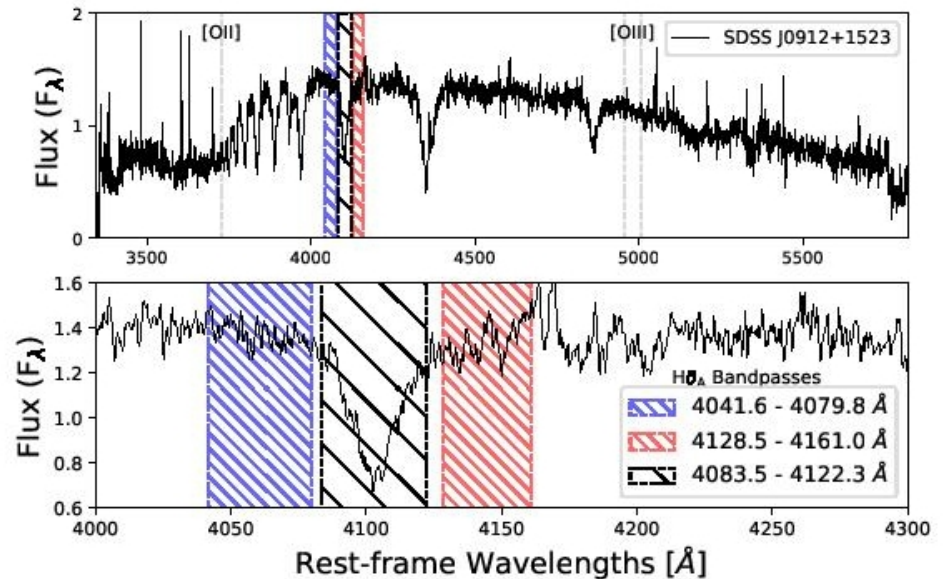 2
[OII]
[OIII]
SDSS J0912+1523
1
Flux (Fλ)
0
3500 4000 4500 5000 5500
1.6
1.4
1.2
Flux (Fλ)
1.0
0.8
0.6
HδA Bandpasses
4041.6 - 4079.8 Å
4128.5 - 4161.0 Å
4083.5 - 4122.3 Å
4000 4050 4100 4150 4200 4250 4300
Rest-frame Wavelengths [Å]